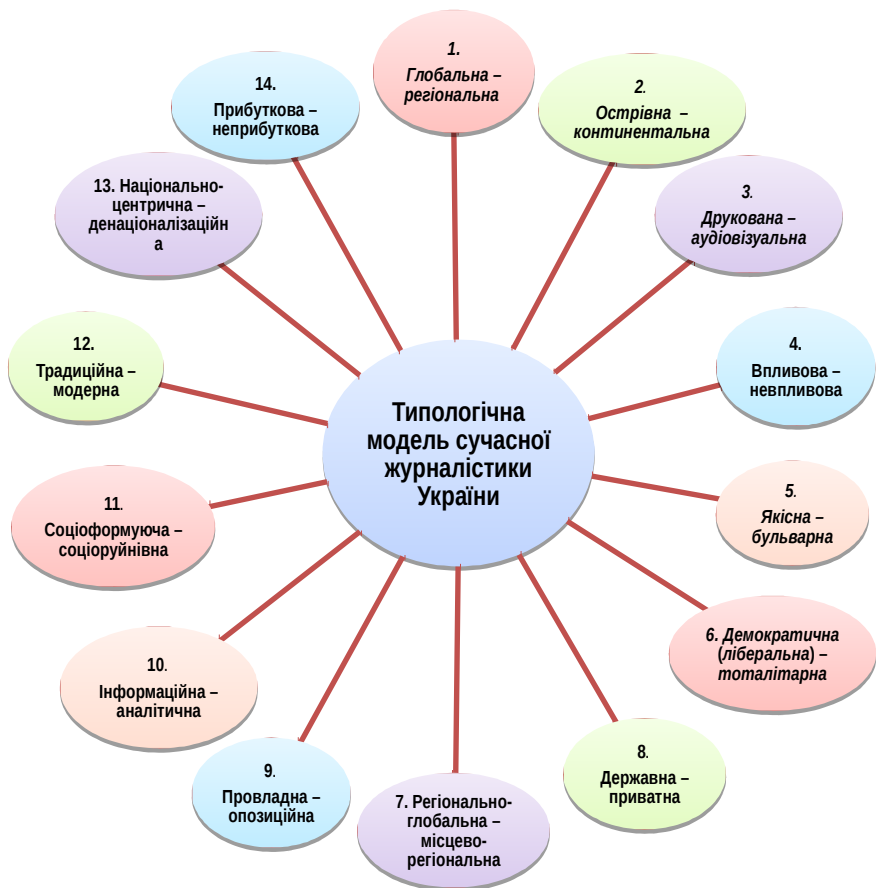 1.
Глобальна –
регіональна
2.
Острівна –
континентальна
3.
Друкована –
аудіовізуальна
4.
Впливова –
невпливова
5.
Якісна –
бульварна
6. Демократична
(ліберальна) –
тоталітарна
8.
Державна –
приватна
7. Регіонально-
глобальна –
місцево-
регіональна
9.
Провладна –
опозиційна
10.
Інформаційна –
аналітична
11.
Соціоформуюча –
соціоруйнівна
12.
Традиційна –
модерна
13. Національно-
центрична –
денаціоналізаційн
а
14.
Прибуткова –
неприбуткова
Типологічна
модель сучасної
журналістики
України